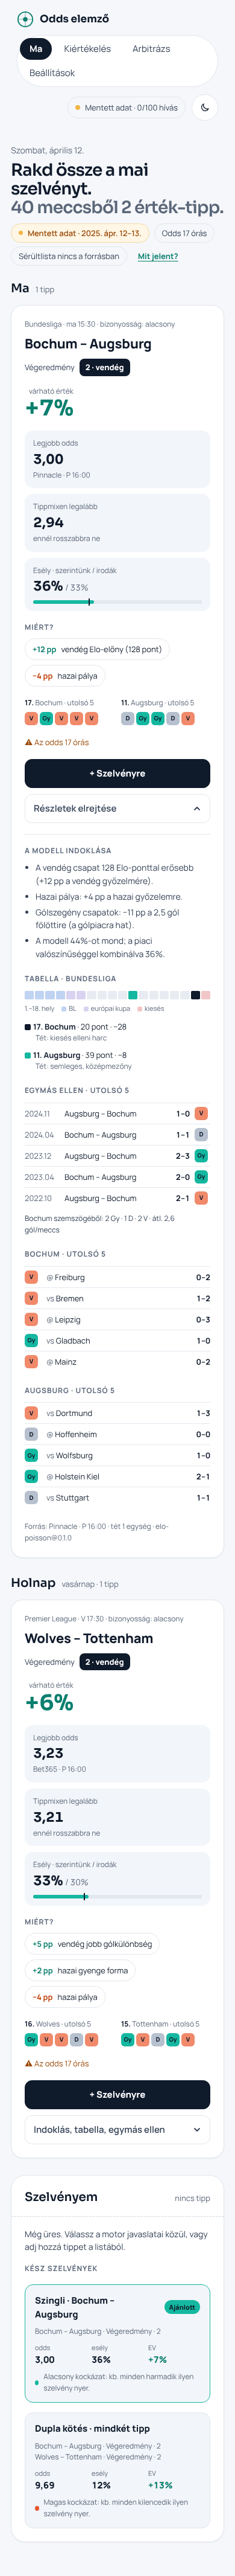 Odds elemző
Ma
Kiértékelés
Arbitrázs
Beállítások
Mentett adat · 0/100 hívás
Szombat, április 12.
Rakd össze a mai
szelvényt.
40 meccsből 2 érték-tipp.
Mentett adat · 2025. ápr. 12–13.
Odds 17 órás
Sérültlista nincs a forrásban
Mit jelent?
Ma 1 tipp
Bundesliga · ma 15:30 · bizonyosság: alacsony
Bochum – Augsburg
Végeredmény 2 · vendég
várható érték
+7%
Legjobb odds
3,00
Pinnacle · P 16:00
Tippmixen legalább
2,94
ennél rosszabbra ne
Esély · szerintünk / irodák
36% / 33%
MIÉRT?
+12 pp vendég Elo-előny (128 pont)
−4 pp hazai pálya
17. Bochum · utolsó 5
V Gy V V V
11. Augsburg · utolsó 5
D Gy Gy D V
⚠ Az odds 17 órás
+ Szelvényre
Részletek elrejtése
A MODELL INDOKLÁSA
• A vendég csapat 128 Elo-ponttal erősebb
(+12 pp a vendég győzelmére).
• Hazai pálya: +4 pp a hazai győzelemre.
• Gólszegény csapatok: −11 pp a 2,5 gól
fölöttire (a gólpiacra hat).
• A modell 44%-ot mond; a piaci
valószínűséggel kombinálva 36%.
TABELLA · BUNDESLIGA
1.–18. hely BL európai kupa kiesés
17. Bochum · 20 pont · −28
Tét: kiesés elleni harc
11. Augsburg · 39 pont · −8
Tét: semleges, középmezőny
EGYMÁS ELLEN · UTOLSÓ 5
2024.11 Augsburg – Bochum 1–0 V
2024.04 Bochum – Augsburg 1–1 D
2023.12 Augsburg – Bochum 2–3 Gy
2023.04 Bochum – Augsburg 2–0 Gy
2022.10 Augsburg – Bochum 2–1 V
Bochum szemszögéből: 2 Gy · 1 D · 2 V · átl. 2,6
gól/meccs
BOCHUM · UTOLSÓ 5
V @ Freiburg 0–2
V vs Bremen 1–2
V @ Leipzig 0–3
Gy vs Gladbach 1–0
V @ Mainz 0–2
AUGSBURG · UTOLSÓ 5
V vs Dortmund 1–3
D @ Hoffenheim 0–0
Gy vs Wolfsburg 1–0
Gy @ Holstein Kiel 2–1
D vs Stuttgart 1–1
Forrás: Pinnacle · P 16:00 · tét 1 egység · elo-
poisson@0.1.0
Holnap vasárnap · 1 tipp
Premier League · V 17:30 · bizonyosság: alacsony
Wolves – Tottenham
Végeredmény 2 · vendég
várható érték
+6%
Legjobb odds
3,23
Bet365 · P 16:00
Tippmixen legalább
3,21
ennél rosszabbra ne
Esély · szerintünk / irodák
33% / 30%
MIÉRT?
+5 pp vendég jobb gólkülönbség
+2 pp hazai gyenge forma
−4 pp hazai pálya
16. Wolves · utolsó 5
Gy V V D V
15. Tottenham · utolsó 5
Gy V D Gy V
⚠ Az odds 17 órás
+ Szelvényre
Indoklás, tabella, egymás ellen
Szelvényem
nincs tipp
Még üres. Válassz a motor javaslatai közül, vagy
adj hozzá tippet a listából.
KÉSZ SZELVÉNYEK
Szingli · Bochum –
Augsburg
Ajánlott
Bochum – Augsburg · Végeredmény · 2
odds esély EV
3,00 36% +7%
Alacsony kockázat: kb. minden harmadik ilyen
szelvény nyer.
Dupla kötés · mindkét tipp
Bochum – Augsburg · Végeredmény · 2
Wolves – Tottenham · Végeredmény · 2
odds esély EV
9,69 12% +13%
Magas kockázat: kb. minden kilencedik ilyen
szelvény nyer.